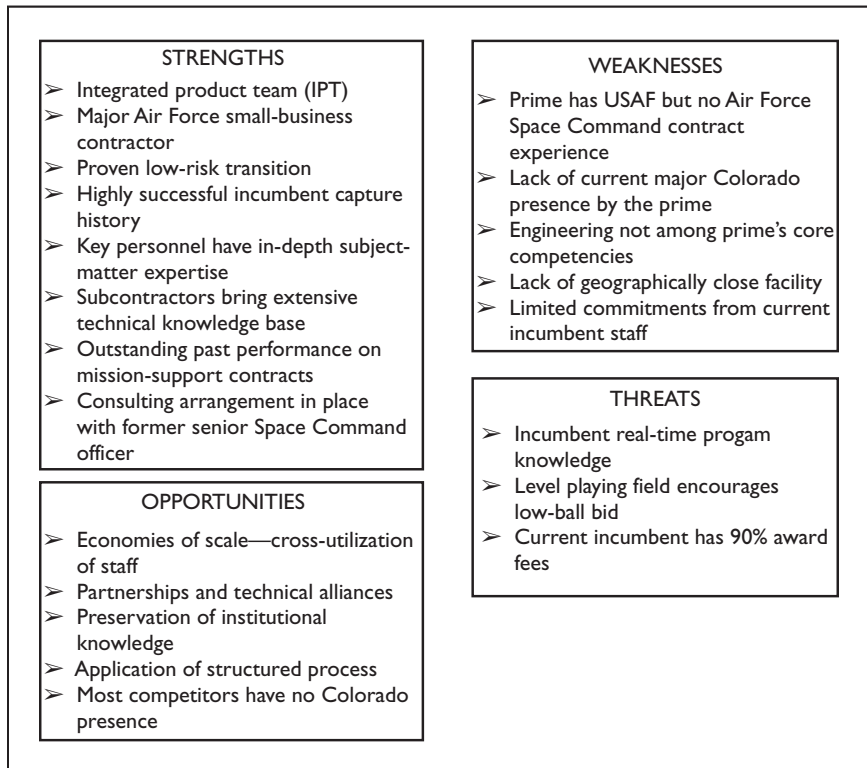 STRENGTHS
➢ Integrated product team (IPT)
➢ Major Air Force small-business
contractor
➢ Proven low-risk transition
➢ Highly successful incumbent capture
history
➢ Key personnel have in-depth subject-
matter expertise
➢ Subcontractors bring extensive
technical knowledge base
➢ Outstanding past performance on
mission-support contracts
➢ Consulting arrangement in place
with former senior Space Command
officer
WEAKNESSES
➢ Prime has USAF but no Air Force
Space Command contract
experience
➢ Lack of current major Colorado
presence by the prime
➢ Engineering not among prime's core
competencies
➢ Lack of geographically close facility
➢ Limited commitments from current
incumbent staff
OPPORTUNITIES
➢ Economies of scale—cross-utilization
of staff
➢ Partnerships and technical alliances
➢ Preservation of institutional
knowledge
➢ Application of structured process
➢ Most competitors have no Colorado
presence
THREATS
➢ Incumbent real-time progam
knowledge
➢ Level playing field encourages
low-ball bid
➢ Current incumbent has 90% award
fees